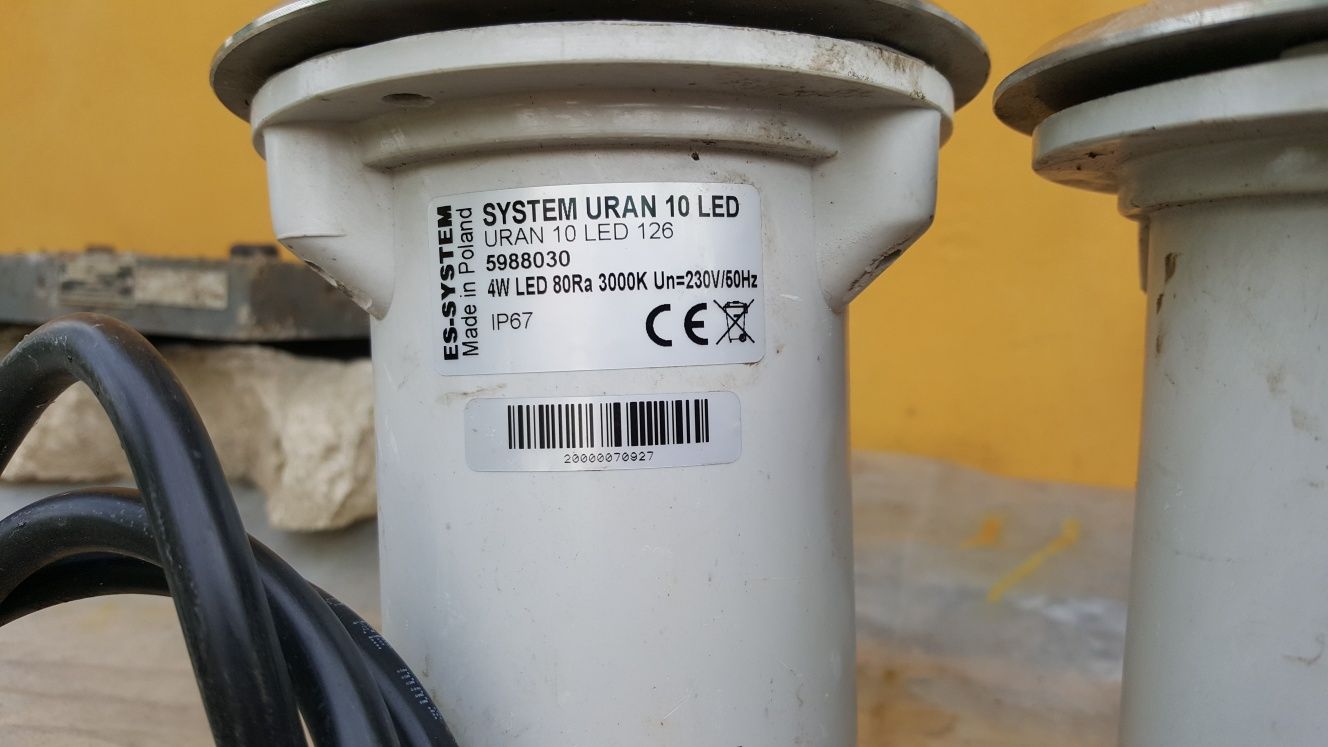 ES-SYSTEM
Made in Poland
SYSTEM URAN 10 LED
URAN 10 LED 126
5988030
4W LED 80Ra 3000K Un=230V/50Hz
IP67
CE
20000070927